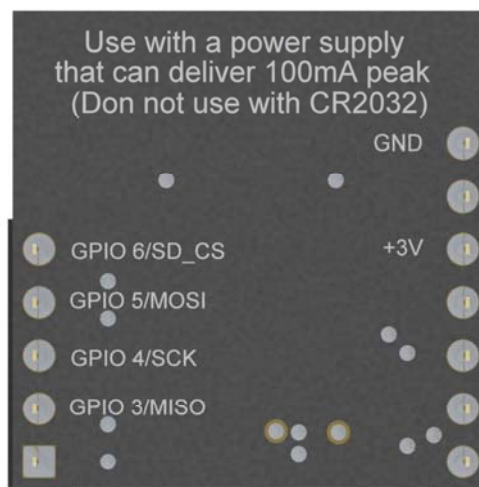 Use with a power supply
that can deliver 100mA peak
(Don not use with CR2032)
GND
GPIO 6/SD_CS
+3V
GPIO 5/MOSI
GPIO 4/SCK
GPIO 3/MISO